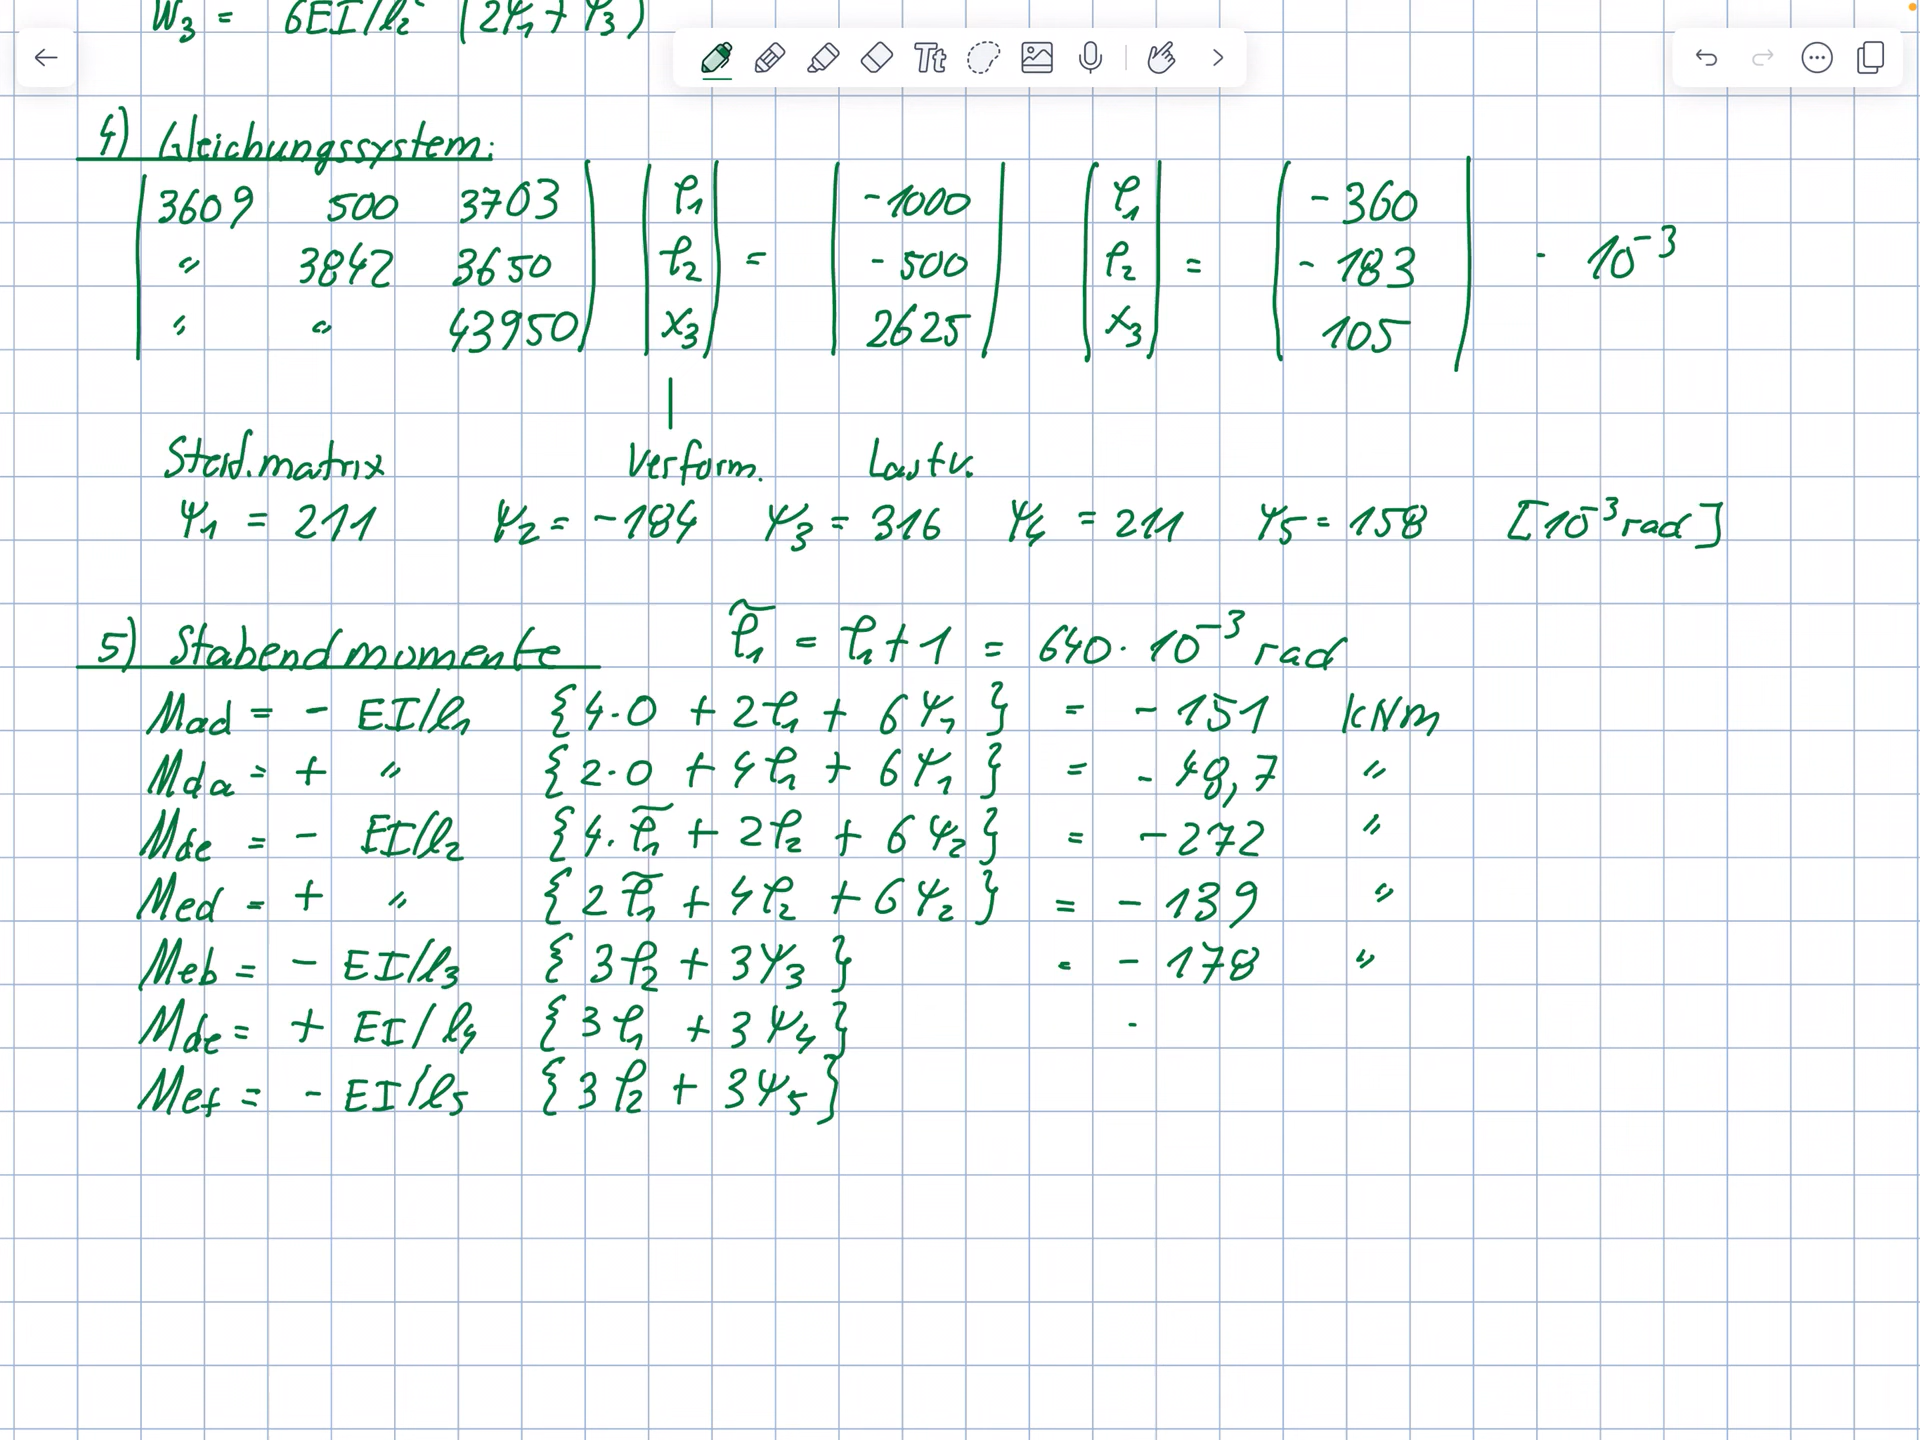 W₃ = 6EI/l₂² (2Ψ₁ + Ψ₃)
Tt
4) Gleichungssystem:
| 3609 500 3703 | | φ₁ | | -1000 | | φ₁ | | -360 |
| " 3842 3650 | | φ₂ | = | -500 | | φ₂ | = | -183 | · 10⁻³
| " " 43950 | | x₃ | | 2625 | | x₃ | | 105 |
Steif.matrix Verform. Lastv.
Ψ₁ = 211 Ψ₂ = -184 Ψ₃ = 316 Ψ₄ = 211 Ψ₅ = 158 [10⁻³ rad]
5) Stabendmomente φ̃₁ = φ₁ + 1 = 640 · 10⁻³ rad
Mad = - EI/l₁ {4·0 + 2φ₁ + 6Ψ₁} = -151 kNm
Mda = + " {2·0 + 4φ₁ + 6Ψ₁} = -48,7 "
Mde = - EI/l₂ {4·φ̃₁ + 2φ₂ + 6Ψ₂} = -272 "
Med = + " {2φ̃₁ + 4φ₂ + 6Ψ₂} = -139 "
Meb = - EI/l₃ {3φ₂ + 3Ψ₃} = -178 "
Mde = + EI/l₄ {3φ₁ + 3Ψ₄} -
Mef = - EI/l₅ {3φ₂ + 3Ψ₅}